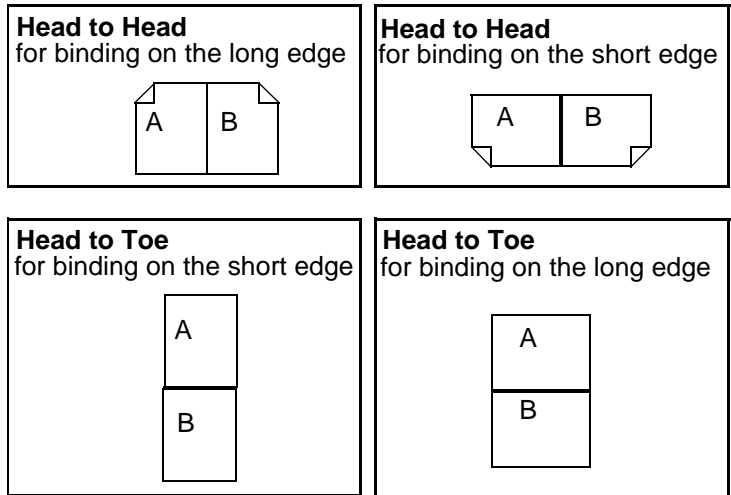 Head to Head
for binding on the long edge
A B
Head to Head
for binding on the short edge
A B
Head to Toe
for binding on the short edge
A
B
Head to Toe
for binding on the long edge
A
B